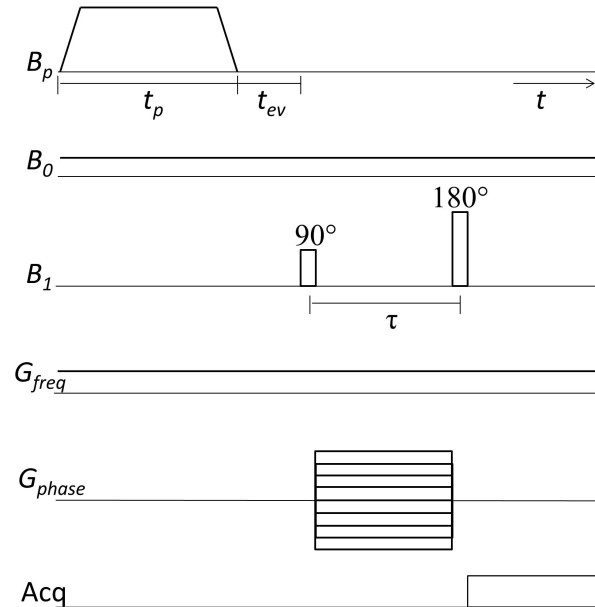 B_p
t_p t_ev t
B_0
180°
90°
B_1
τ
G_freq
G_phase
Acq